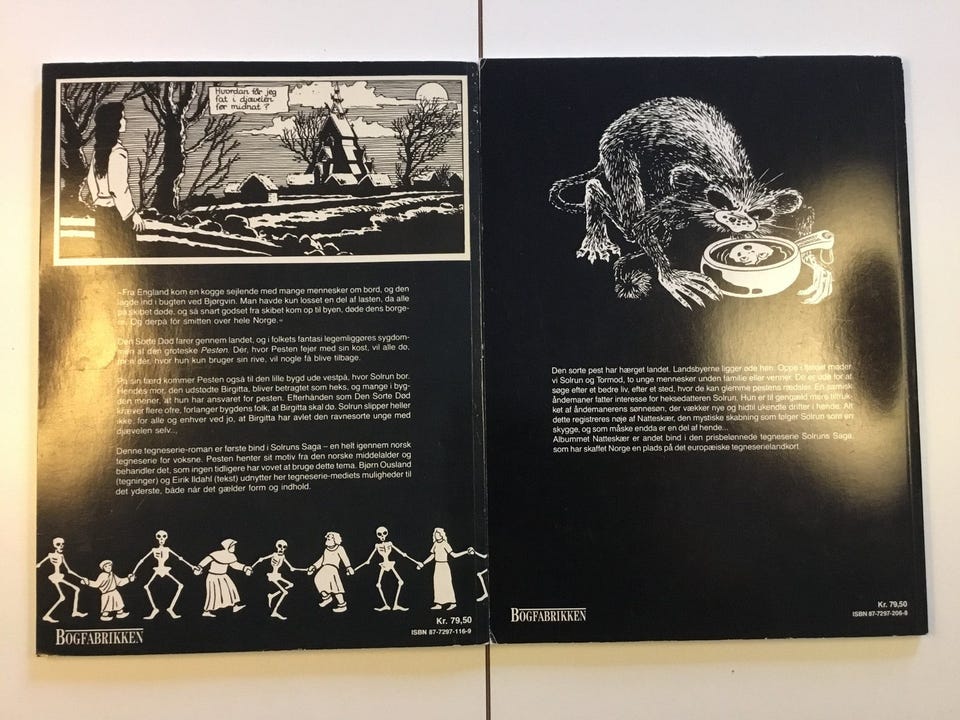 Hvordan får jeg
fat i djævelen
før midnat?
»Fra England kom en kogge sejlende med mange mennesker om bord, og den
lagde ind i bugten ved Bjørgvin. Man havde kun losset en del af lasten, da alle
på skibet døde, og så snart godset fra skibet kom op til byen, døde dens borge-
re. Og derpå fór smitten over hele Norge.«
Den Sorte Død farer gennem landet, og i folkets fantasi legemliggøres sygdom-
men af den groteske Pesten. Dér, hvor Pesten fejer med sin kost, vil alle dø,
men dér, hvor hun kun bruger sin rive, vil nogle få blive tilbage.
På sin færd kommer Pesten også til den lille bygd ude vestpå, hvor Solrun bor.
Hendes mor, den udstødte Birgitta, bliver betragtet som heks, og mange i byg-
den mener, at hun har ansvaret for pesten. Efterhånden som Den Sorte Død
kræver flere ofre, forlanger bygdens folk, at Birgitta skal dø. Solrun slipper heller
ikke, for alle og enhver ved jo, at Birgitta har avlet den ravnesorte unge med
djævelen selv...
Denne tegneserie-roman er første bind i Solruns Saga – en helt igennem norsk
tegneserie for voksne. Pesten henter sit motiv fra den norske middelalder og
behandler det, som ingen tidligere har vovet at bruge dette tema. Bjørn Ousland
(tegninger) og Eirik Ildahl (tekst) udnytter her tegneserie-mediets muligheder til
det yderste, både når det gælder form og indhold.
BOGFABRIKKEN
Kr. 79,50
ISBN 87-7297-116-9
Den sorte pest har hærget landet. Landsbyerne ligger øde hen. Oppe i fjeldet møder
vi Solrun og Tormod, to unge mennesker uden familie eller venner. De er ude for at
søge efter et bedre liv, efter et sted, hvor de kan glemme pestens rædsler. En samisk
åndemaner fatter interesse for heksedatteren Solrun. Hun er til gengæld mere tiltruk-
ket af åndemanerens sønnesøn, der vækker nye og hidtil ukendte drifter i hende. Alt
dette registreres nøje af Natteskær, den mystiske skabning som følger Solrun som en
skygge, og som måske endda er en del af hende...
Albummet Natteskær er andet bind i den prisbelønnede tegneserie Solruns Saga,
som har skaffet Norge en plads på det europæiske tegneserielandkort
BOGFABRIKKEN
Kr. 79,50
ISBN 87-7297-206-8